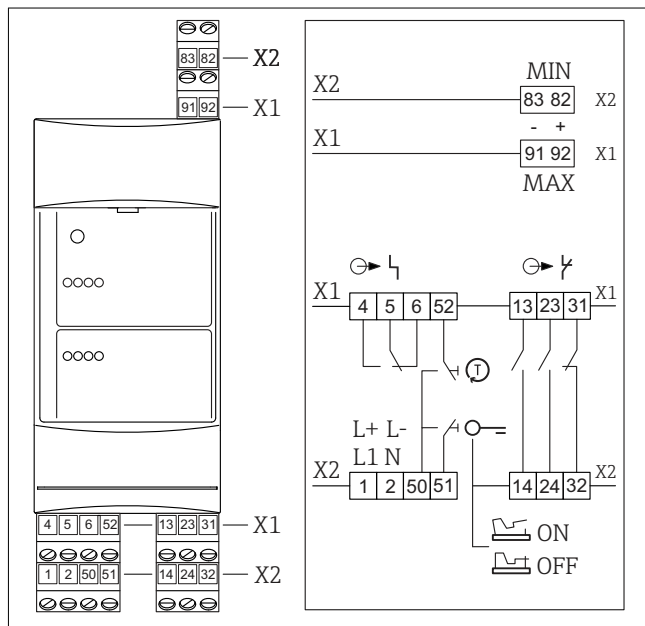 83 82 X2
91 92 X1
4 5 6 52 13 23 31 X1
1 2 50 51 14 24 32 X2
MIN
X2 83 82 X2
- +
X1 91 92 X1
MAX
X1 4 5 6 52 13 23 31 X1
T
L+ L-
L1 N
X2 1 2 50 51 14 24 32 X2
ON
OFF